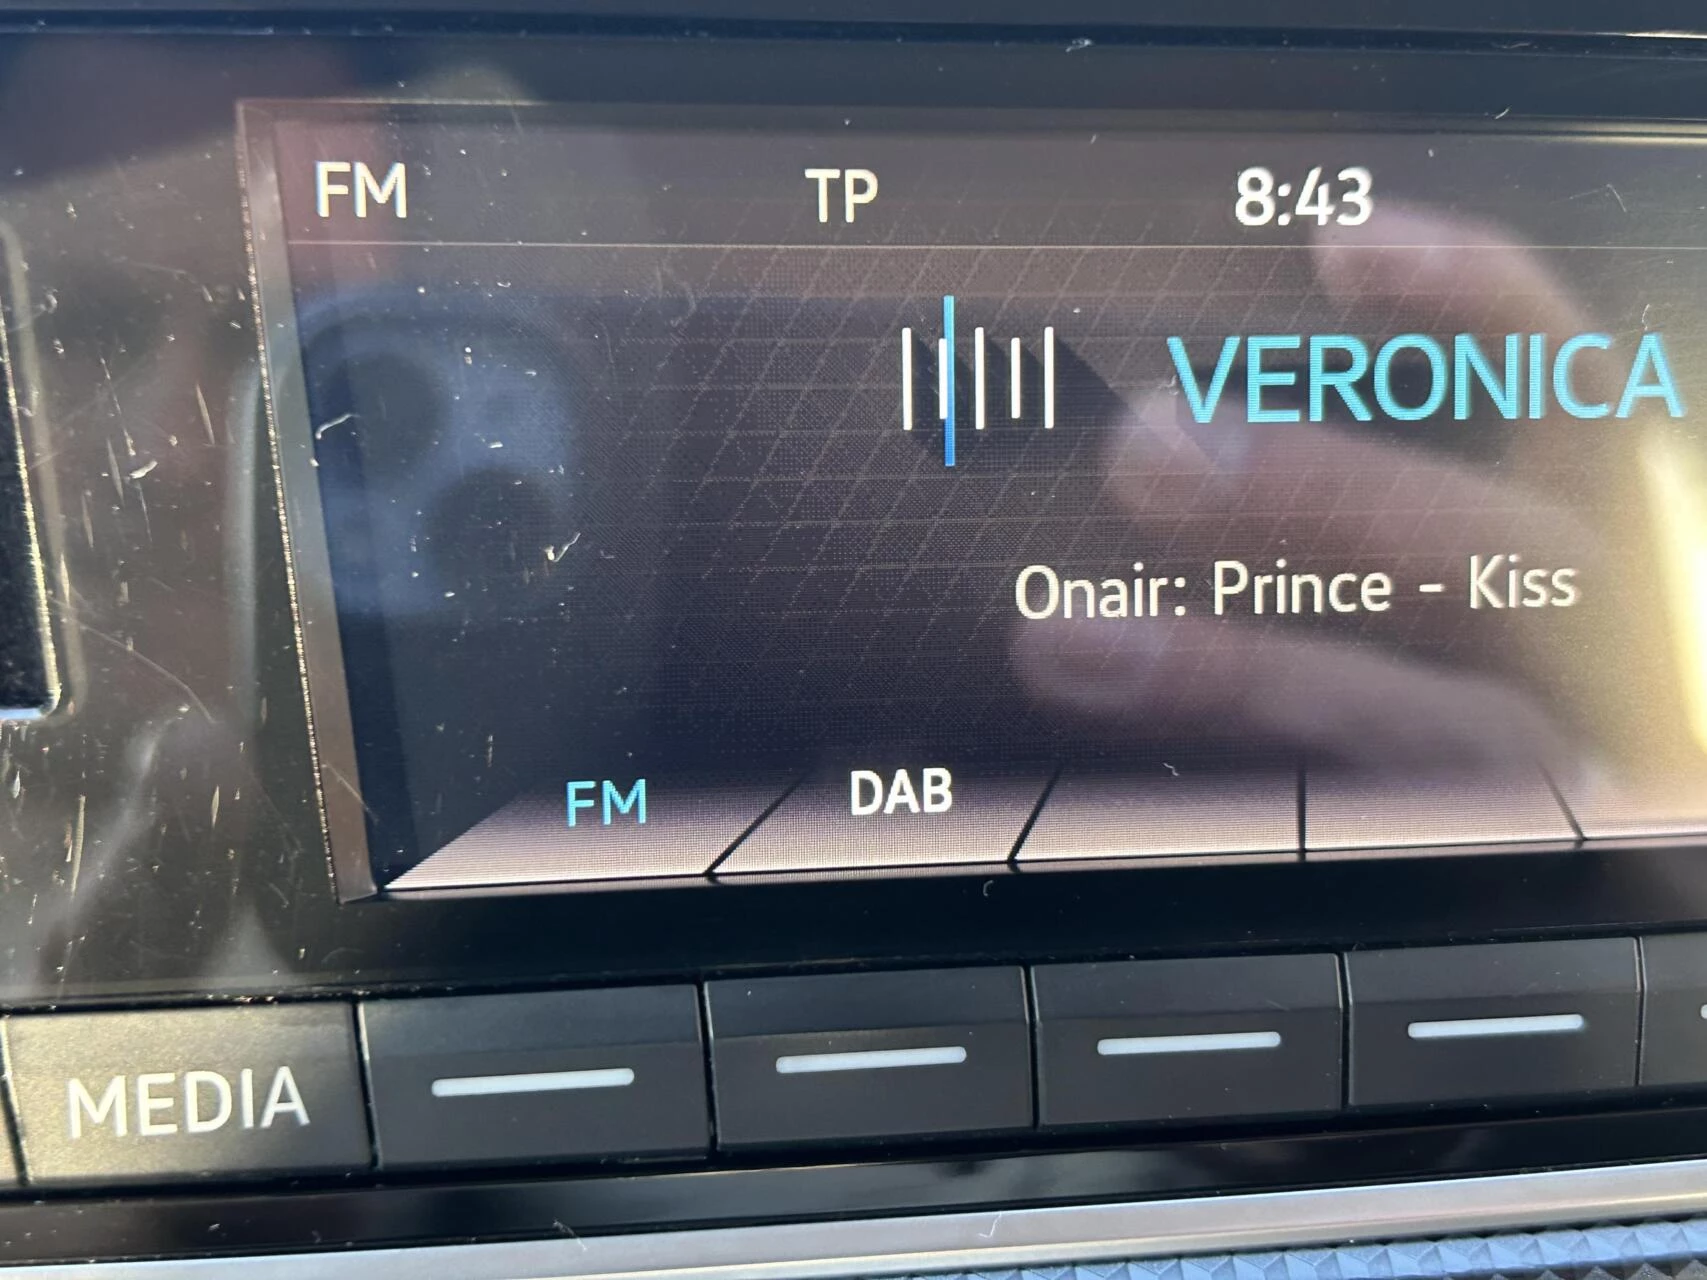 FM TP 8:43
VERONICA
Onair: Prince - Kiss
FM DAB
MEDIA